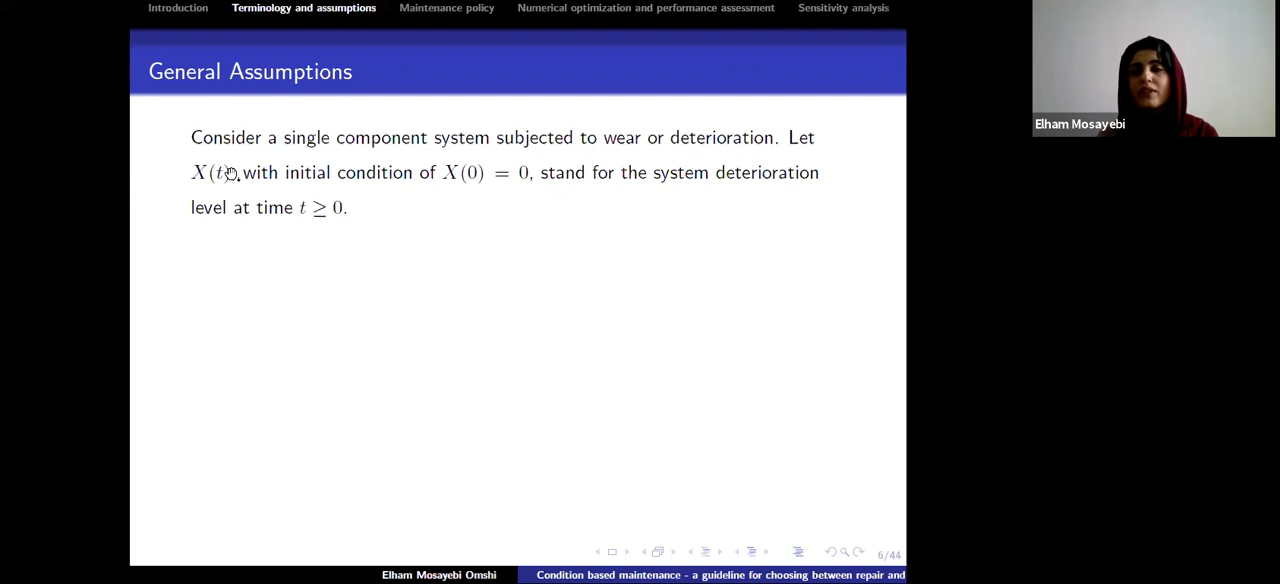 Introduction Terminology and assumptions Maintenance policy Numerical optimization and performance assessment Sensitivity analysis
General Assumptions
Consider a single component system subjected to wear or deterioration. Let
X(t), with initial condition of X(0) = 0, stand for the system deterioration
level at time t ≥ 0.
6/44
Elham Mosayebi Omshi Condition based maintenance - a guideline for choosing between repair and
Elham Mosayebi